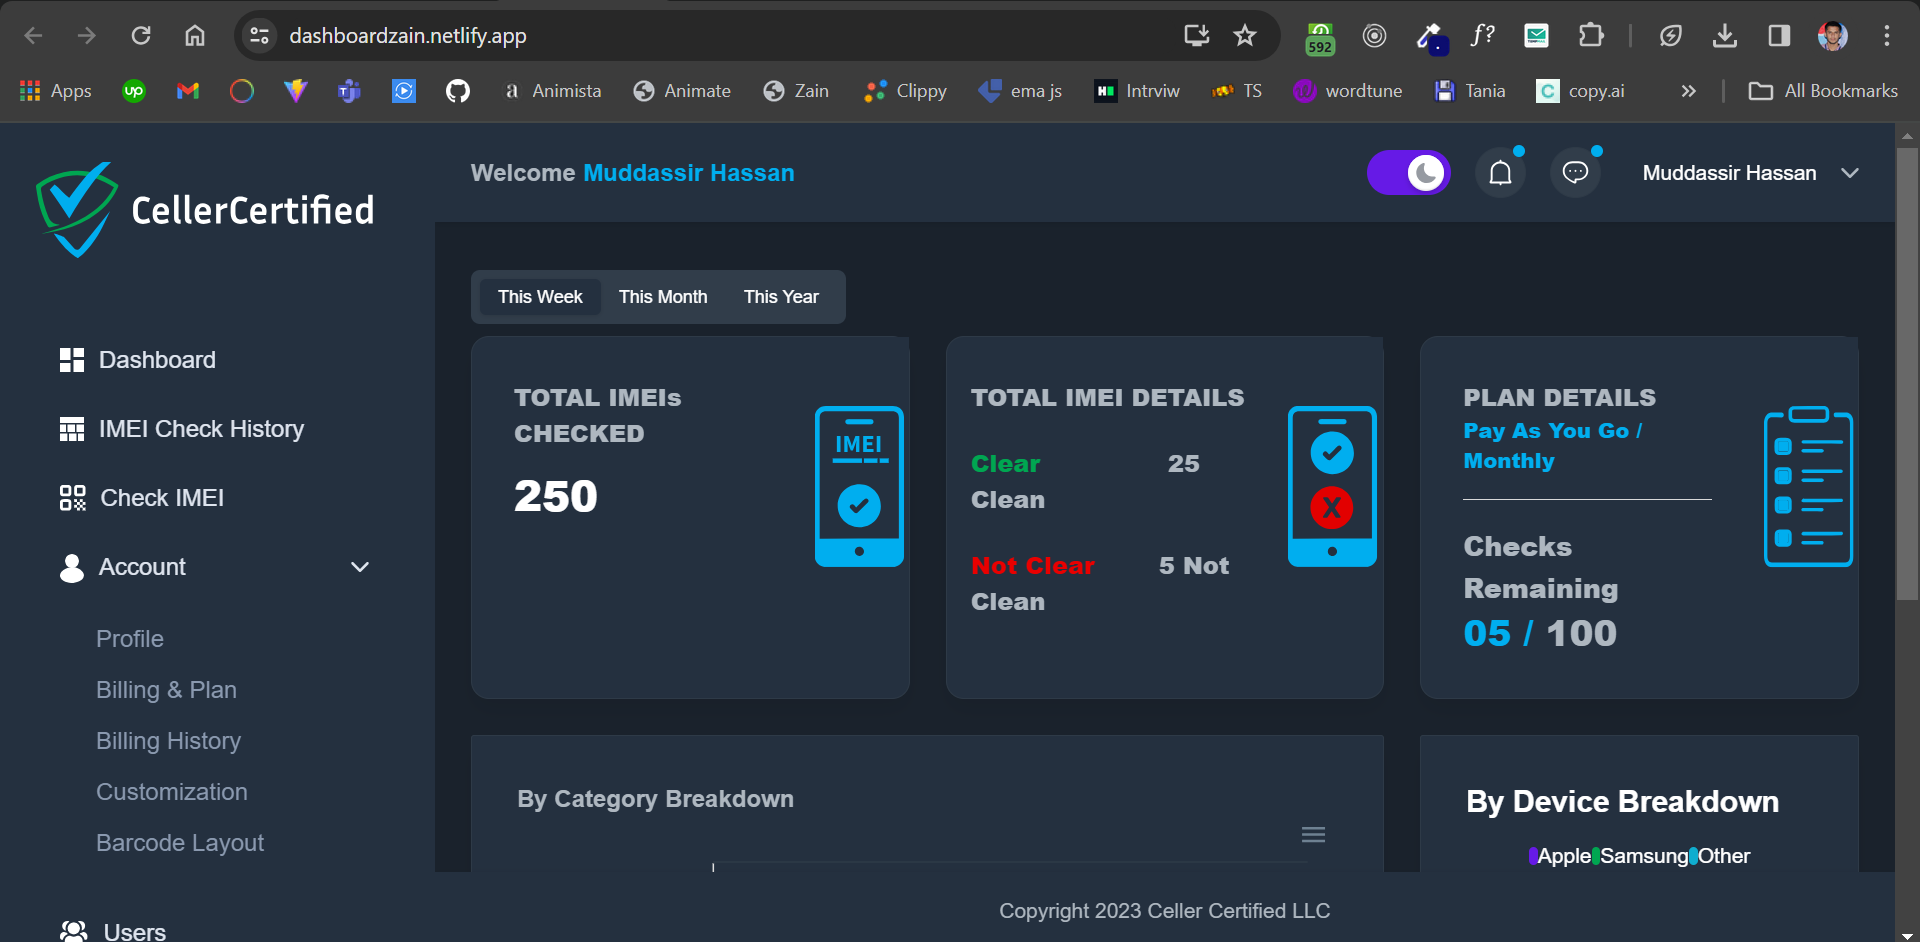 dashboardzain.netlify.app
592
f?
Apps
up
Animista
Animate
Zain
Clippy
ema js
Intrviw
TS
wordtune
Tania
copy.ai
All Bookmarks
CellerCertified
Welcome Muddassir Hassan
Muddassir Hassan
Dashboard
IMEI Check History
Check IMEI
Account
Profile
Billing & Plan
Billing History
Customization
Barcode Layout
Users
This Week
This Month
This Year
TOTAL IMEIs
CHECKED
250
IMEI
TOTAL IMEI DETAILS
Clear 25
Clean
Not Clear 5 Not
Clean
X
PLAN DETAILS
Pay As You Go /
Monthly
Checks
Remaining
05 / 100
By Category Breakdown
By Device Breakdown
Apple Samsung Other
Copyright 2023 Celler Certified LLC